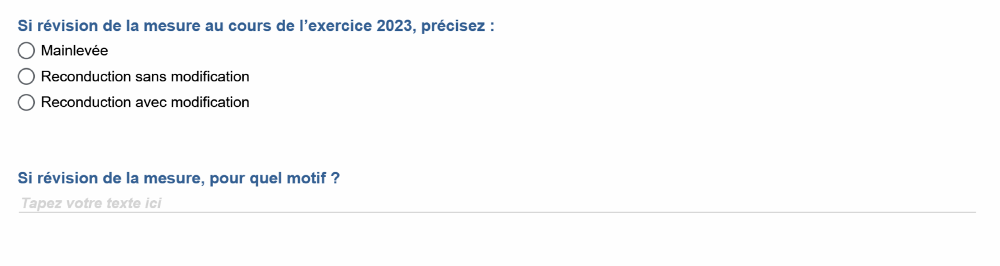 Si révision de la mesure au cours de l’exercice 2023, précisez :
Mainlevée
Reconduction sans modification
Reconduction avec modification
Si révision de la mesure, pour quel motif ?
Tapez votre texte ici